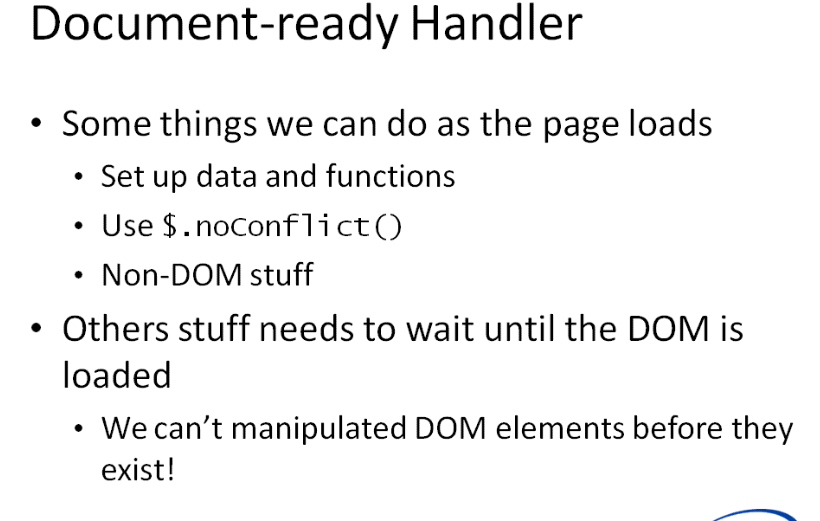 Document-ready Handler
• Some things we can do as the page loads
• Set up data and functions
• Use $.noConflict()
• Non-DOM stuff
• Others stuff needs to wait until the DOM is
loaded
• We can’t manipulated DOM elements before they
exist!